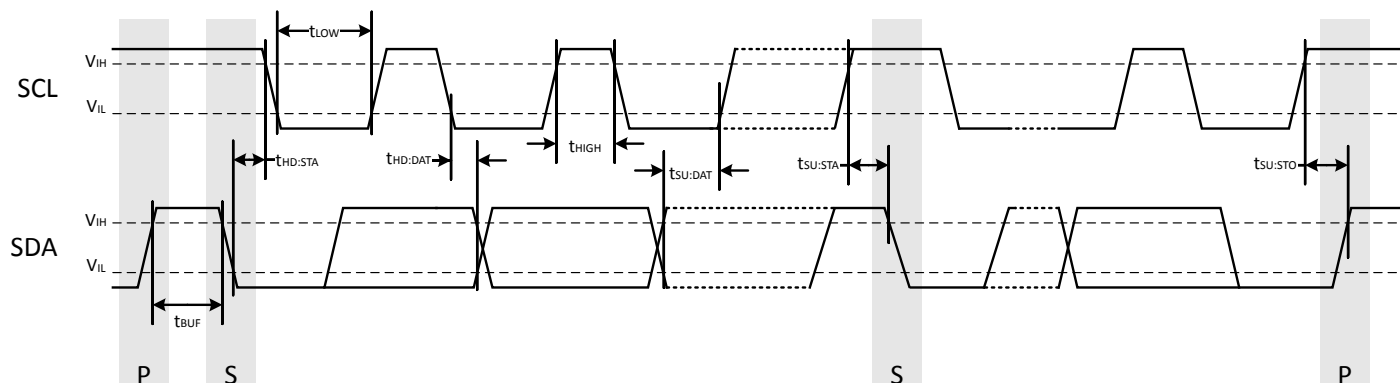 tLOW
VIH
SCL
VIL
tHD:STA
tHD:DAT
tHIGH
tSU:DAT
tSU:STA
tSU:STO
VIH
SDA
VIL
tBUF
P
S
S
P